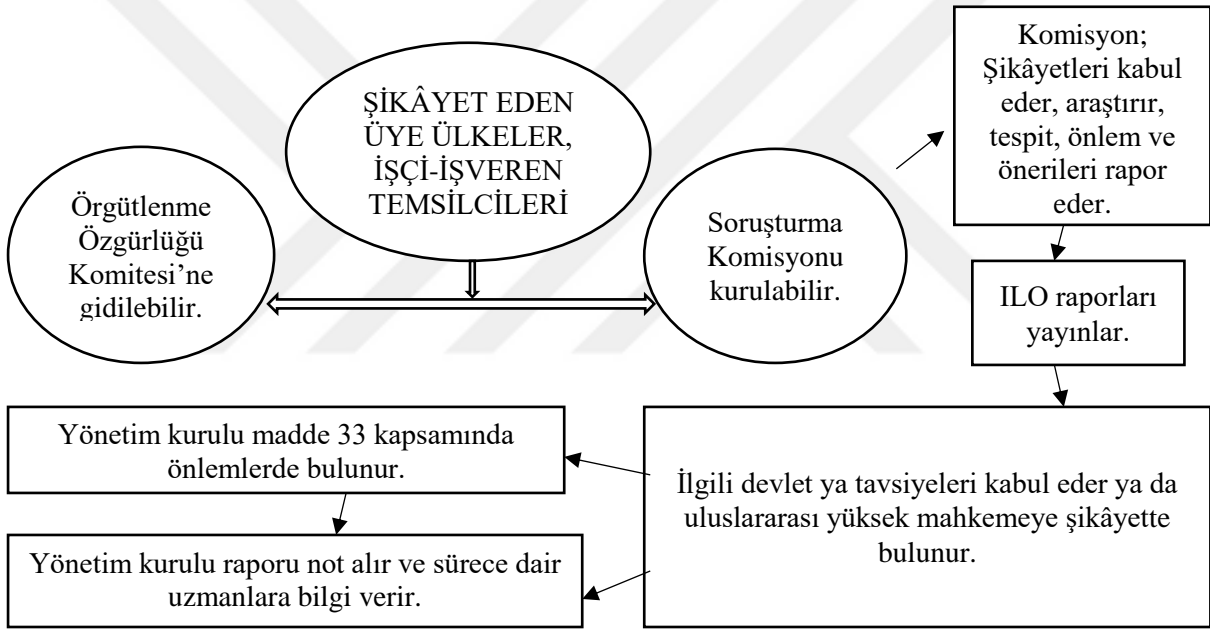 ŞİKÂYET EDEN
ÜYE ÜLKELER,
İŞÇİ-İŞVEREN
TEMSİLCİLERİ
Örgütlenme
Özgürlüğü
Komitesi’ne
gidilebilir.
Soruşturma
Komisyonu
kurulabilir.
Komisyon;
Şikâyetleri kabul
eder, araştırır,
tespit, önlem ve
önerileri rapor
eder.
ILO raporları
yayınlar.
İlgili devlet ya tavsiyeleri kabul eder ya da
uluslararası yüksek mahkemeye şikâyette
bulunur.
Yönetim kurulu madde 33 kapsamında
önlemlerde bulunur.
Yönetim kurulu raporu not alır ve sürece dair
uzmanlara bilgi verir.